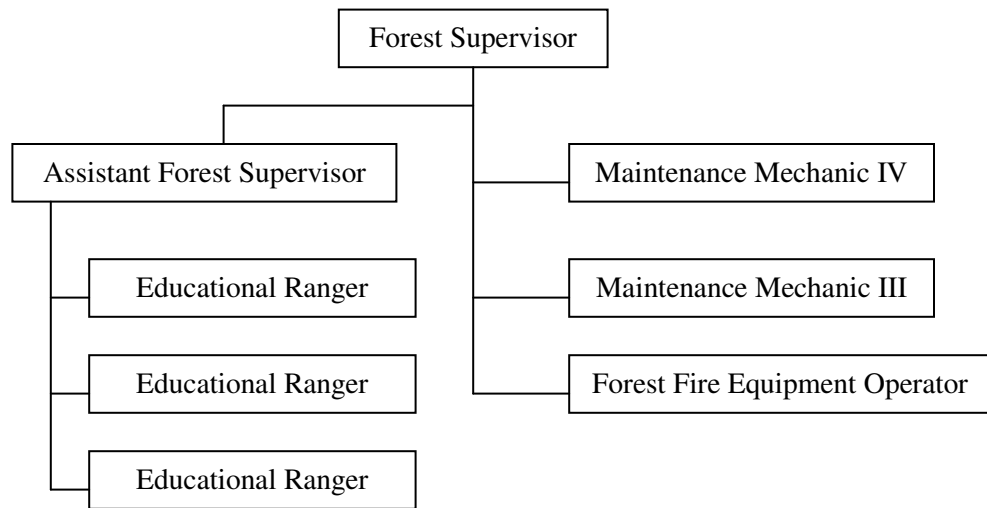 Forest Supervisor
Assistant Forest Supervisor
Educational Ranger
Educational Ranger
Educational Ranger
Maintenance Mechanic IV
Maintenance Mechanic III
Forest Fire Equipment Operator